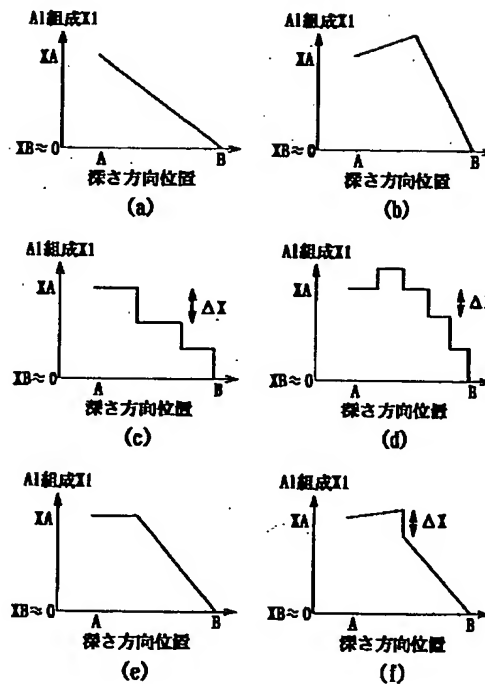 Al組成X1
XA
XB≈0
A
B
深さ方向位置
(a)
Al組成X1
XA
XB≈0
A
B
深さ方向位置
(b)
Al組成X1
XA
ΔX
XB≈0
A
B
深さ方向位置
(c)
Al組成X1
XA
ΔX
XB≈0
A
B
深さ方向位置
(d)
Al組成X1
XA
XB≈0
A
B
深さ方向位置
(e)
Al組成X1
XA
ΔX
XB≈0
A
B
深さ方向位置
(f)